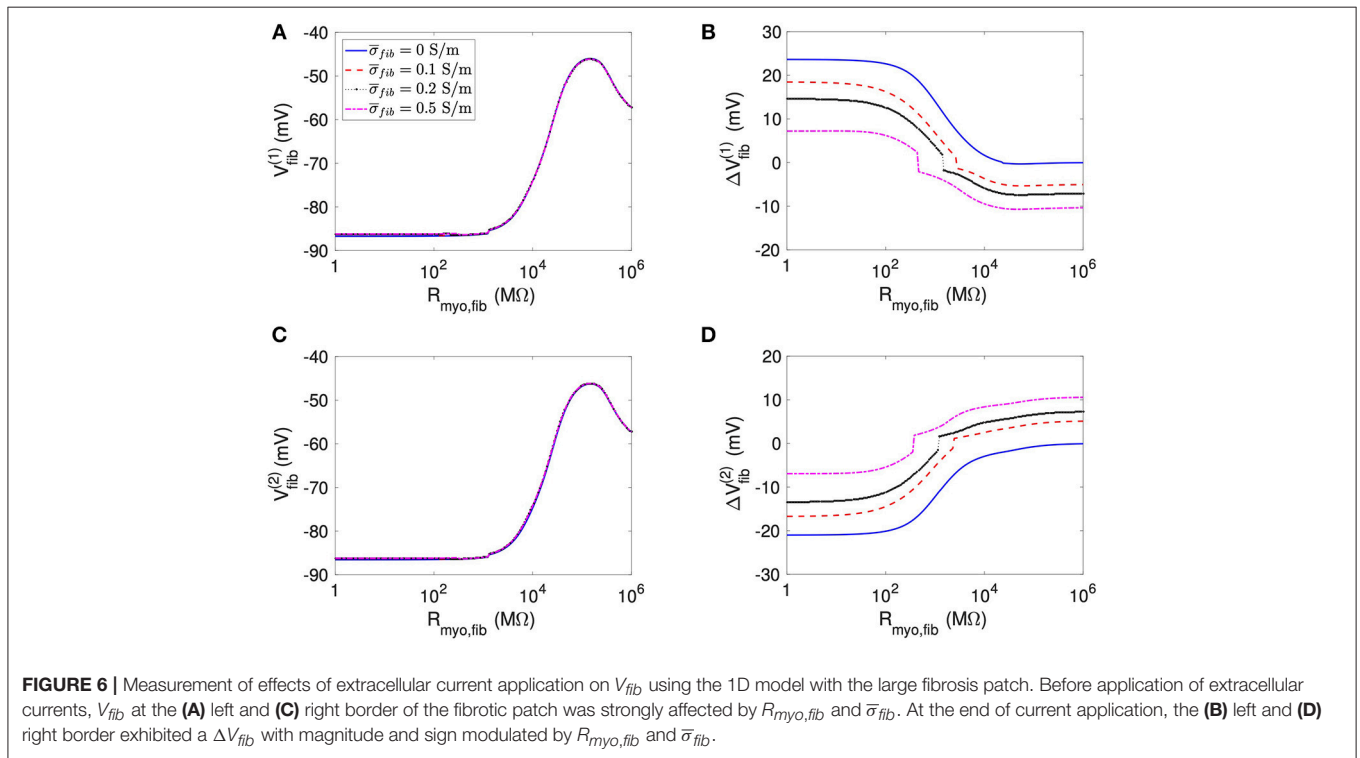 A
-40
-50
-60
-70
-80
-90
V_fib^(1) (mV)
1
10^2
10^4
10^6
R_myo,fib (MΩ)
σ̅_fib = 0 S/m
σ̅_fib = 0.1 S/m
σ̅_fib = 0.2 S/m
σ̅_fib = 0.5 S/m
B
30
20
10
0
-10
-20
ΔV_fib^(1) (mV)
1
10^2
10^4
10^6
R_myo,fib (MΩ)
C
-40
-50
-60
-70
-80
-90
V_fib^(2) (mV)
1
10^2
10^4
10^6
R_myo,fib (MΩ)
D
20
10
0
-10
-20
-30
ΔV_fib^(2) (mV)
1
10^2
10^4
10^6
R_myo,fib (MΩ)
FIGURE 6 | Measurement of effects of extracellular current application on V_fib using the 1D model with the large fibrosis patch. Before application of extracellular
currents, V_fib at the (A) left and (C) right border of the fibrotic patch was strongly affected by R_myo,fib and σ̅_fib. At the end of current application, the (B) left and (D)
right border exhibited a ΔV_fib with magnitude and sign modulated by R_myo,fib and σ̅_fib.